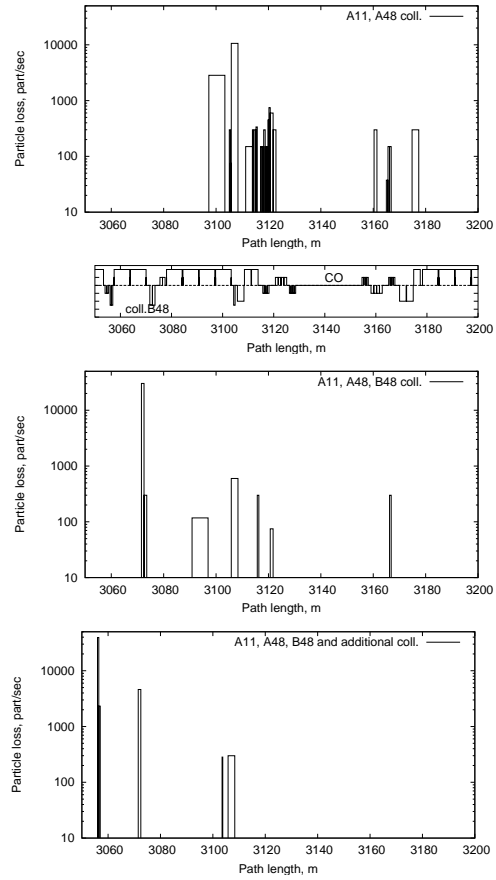 A11, A48 coll.
Particle loss, part/sec
10000
1000
100
10
3060 3080 3100 3120 3140 3160 3180 3200
Path length, m
CO
coll.B48
3060 3080 3100 3120 3140 3160 3180 3200
Path length, m
A11, A48, B48 coll.
Particle loss, part/sec
10000
1000
100
10
3060 3080 3100 3120 3140 3160 3180 3200
Path length, m
A11, A48, B48 and additional coll.
Particle loss, part/sec
10000
1000
100
10
3060 3080 3100 3120 3140 3160 3180 3200
Path length, m